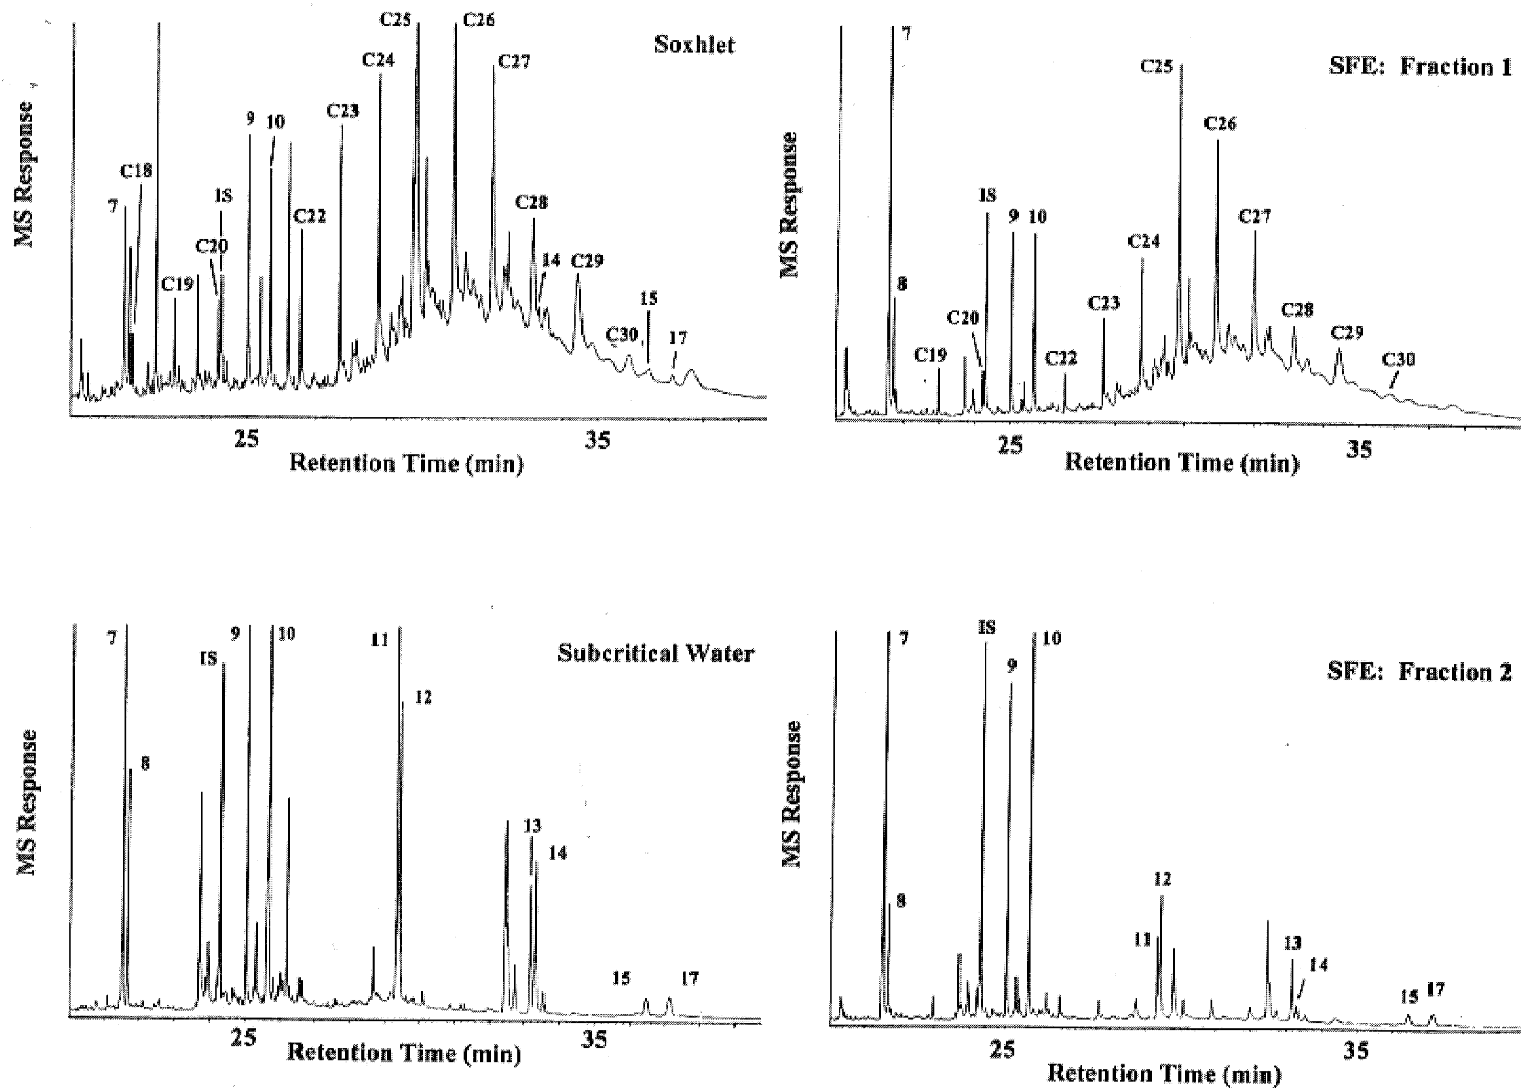 Soxhlet
MS Response
C25
C26
C24
C27
C23
9
10
C18
IS
7
C22
C28
C20
14
C29
C19
15
C30
17
25
35
Retention Time (min)
SFE: Fraction 1
MS Response
7
C25
C26
IS
9
10
C27
C24
8
C23
C20
C28
C19
C22
C29
C30
25
35
Retention Time (min)
Subcritical Water
MS Response
7
9
10
11
IS
12
8
13
14
15
17
25
35
Retention Time (min)
SFE: Fraction 2
MS Response
7
IS
10
9
12
8
11
13
14
15
17
25
35
Retention Time (min)